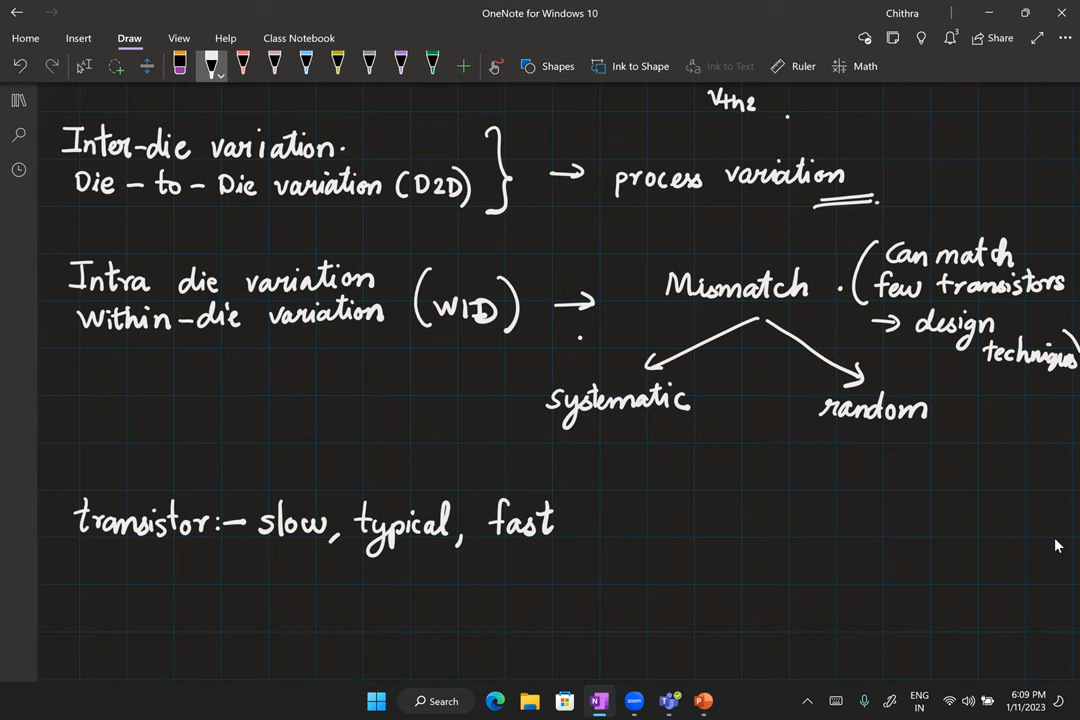 OneNote for Windows 10
Chithra
Home Insert Draw View Help Class Notebook
Share
Shapes Ink to Shape Ink to Text Ruler Math
Vth2
Inter-die variation.
Die-to-Die variation (D2D)
→ process variation
Intra die variation
Within-die variation (WID)
→ Mismatch . (Can match
few transistors
→ design
techniques)
systematic
random
transistor:- slow, typical, fast
Search
zoom
ENG
IN
6:09 PM
1/11/2023